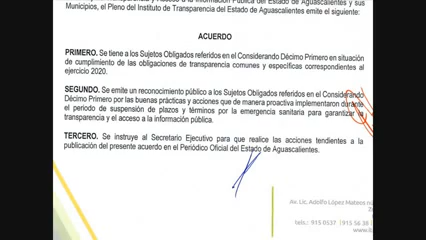 Municipios, el Pleno del Instituto de Transparencia del Estado de Aguascalientes emite el siguiente:
ACUERDO
PRIMERO. Se tiene a los Sujetos Obligados referidos en el Considerando Décimo Primero en situación
de cumplimiento de las obligaciones de transparencia comunes y específicas correspondientes al
ejercicio 2020.
SEGUNDO. Se emite un reconocimiento público a los Sujetos Obligados referidos en el Considerando
Décimo Primero por las buenas prácticas y acciones que de manera proactiva implementaron durante
el periodo de suspensión de plazos y términos por la emergencia sanitaria para garantizar la
transparencia y el acceso a la información pública.
TERCERO. Se instruye al Secretario Ejecutivo para que realice las acciones tendientes a la
publicación del presente acuerdo en el Periódico Oficial del Estado de Aguascalientes.
Av. Lic. Adolfo López Mateos
tels.: 915 0537